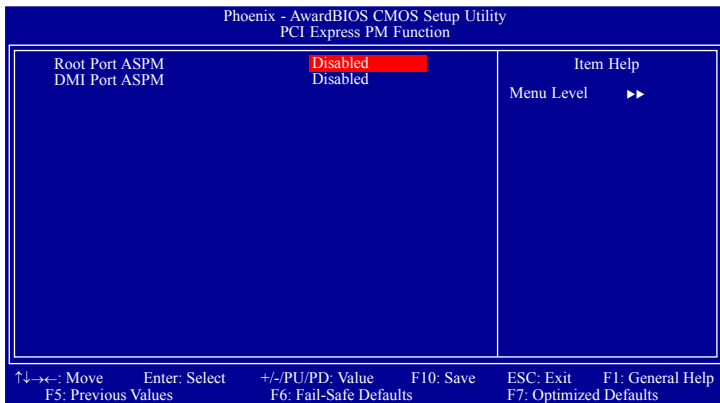 Phoenix - AwardBIOS CMOS Setup Utility
PCI Express PM Function
Root Port ASPM Disabled
DMI Port ASPM Disabled
Item Help
Menu Level ▶▶
↑↓→←: Move Enter: Select +/-/PU/PD: Value F10: Save ESC: Exit F1: General Help
F5: Previous Values F6: Fail-Safe Defaults F7: Optimized Defaults